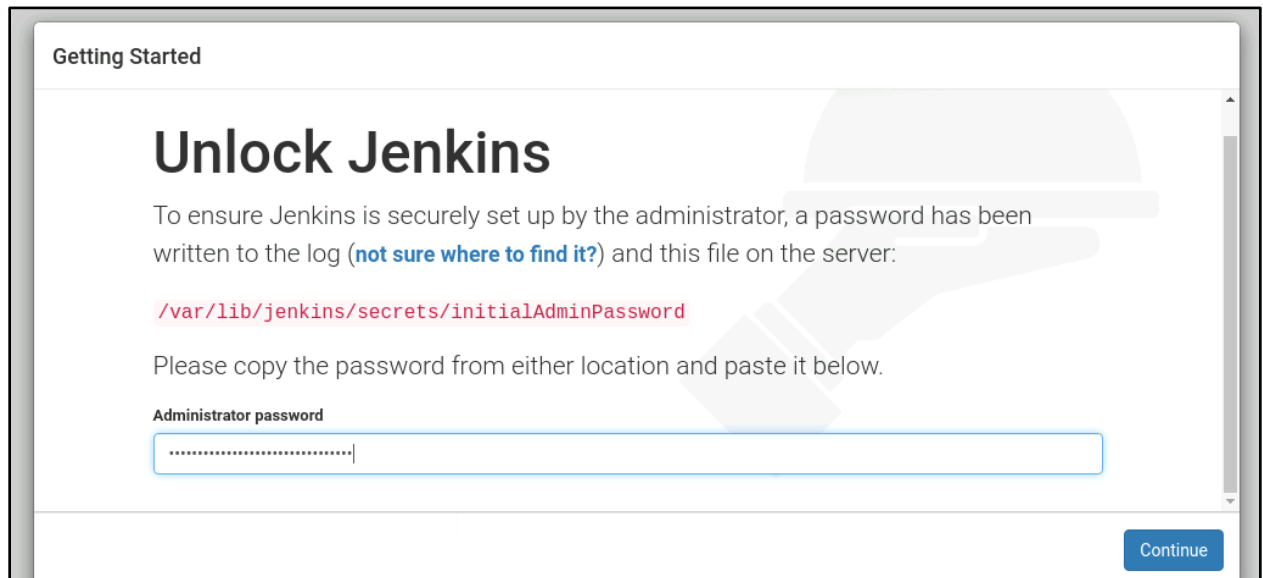 Getting Started
Unlock Jenkins
To ensure Jenkins is securely set up by the administrator, a password has been
written to the log (not sure where to find it?) and this file on the server:
/var/lib/jenkins/secrets/initialAdminPassword
Please copy the password from either location and paste it below.
Administrator password
••••••••••••••••••••••••••••••••
Continue